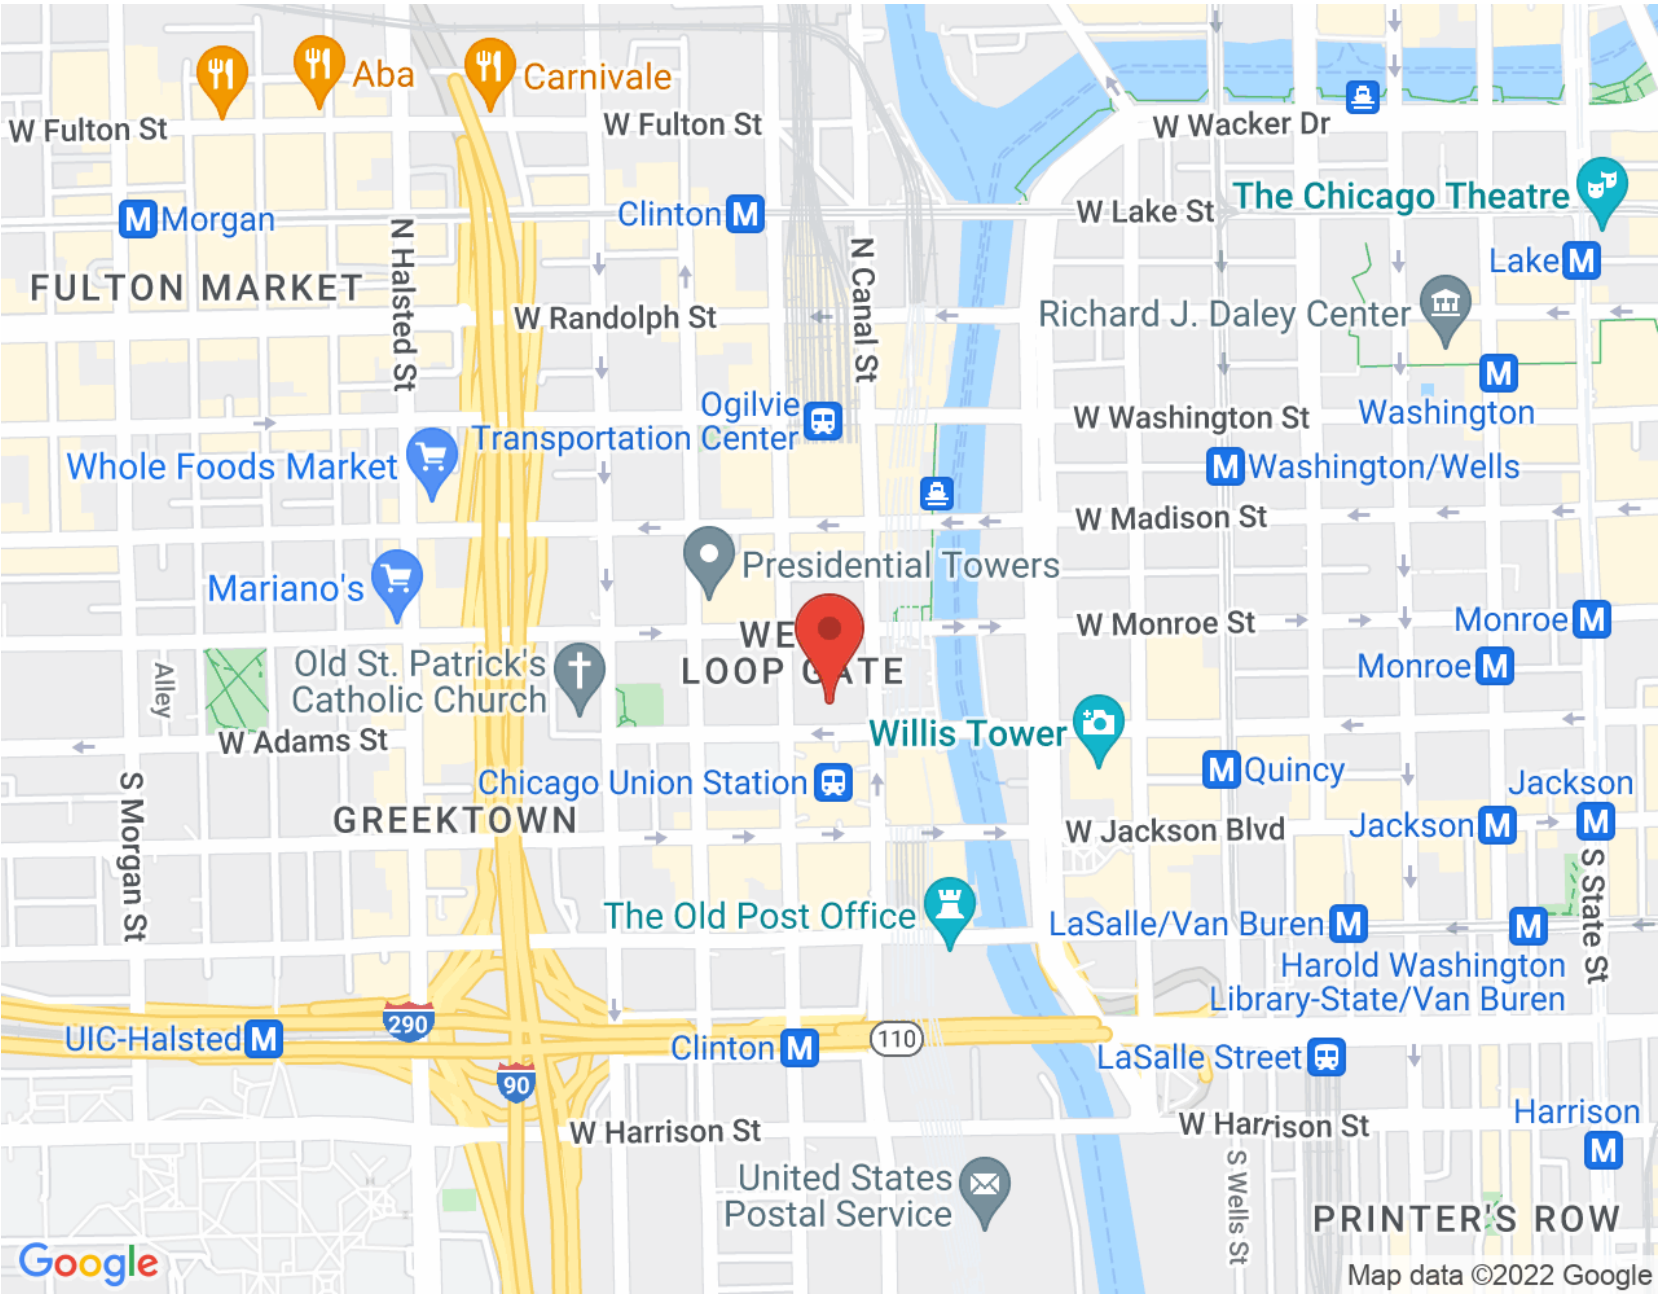 Aba
Carnivale
W Fulton St
W Fulton St
W Wacker Dr
The Chicago Theatre
M Morgan
Clinton M
W Lake St
N Halsted St
N Canal St
Lake M
FULTON MARKET
W Randolph St
Richard J. Daley Center
M
Ogilvie
Transportation Center
W Washington St
Washington
Whole Foods Market
M Washington/Wells
W Madison St
Presidential Towers
Mariano's
WE
LOOP G
ATE
W Monroe St
Monroe M
Monroe M
Alley
Old St. Patrick's
Catholic Church
W Adams St
Willis Tower
S Morgan St
Chicago Union Station
M Quincy
Jackson
M
GREEKTOWN
W Jackson Blvd
Jackson M
S State St
The Old Post Office
LaSalle/Van Buren M
M
Harold Washington
Library-State/Van Buren
290
UIC-Halsted M
Clinton M
110
LaSalle Street
90
W Harrison St
W Harrison St
Harrison
M
S Wells St
United States
Postal Service
PRINTER'S ROW
Google
Map data ©2022 Google